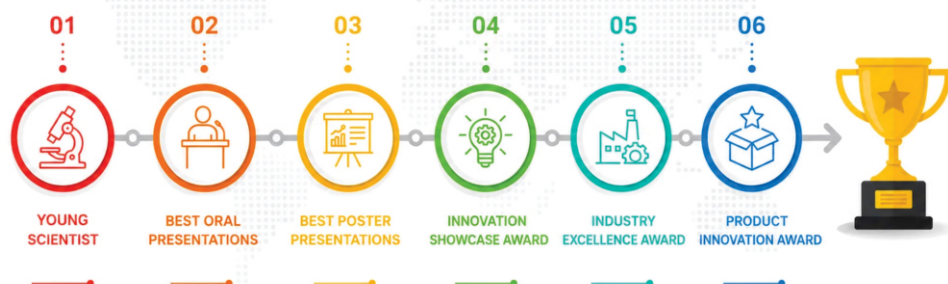 01
02
03
04
05
06
YOUNG
SCIENTIST
BEST ORAL
PRESENTATIONS
BEST POSTER
PRESENTATIONS
INNOVATION
SHOWCASE AWARD
INDUSTRY
EXCELLENCE AWARD
PRODUCT
INNOVATION AWARD